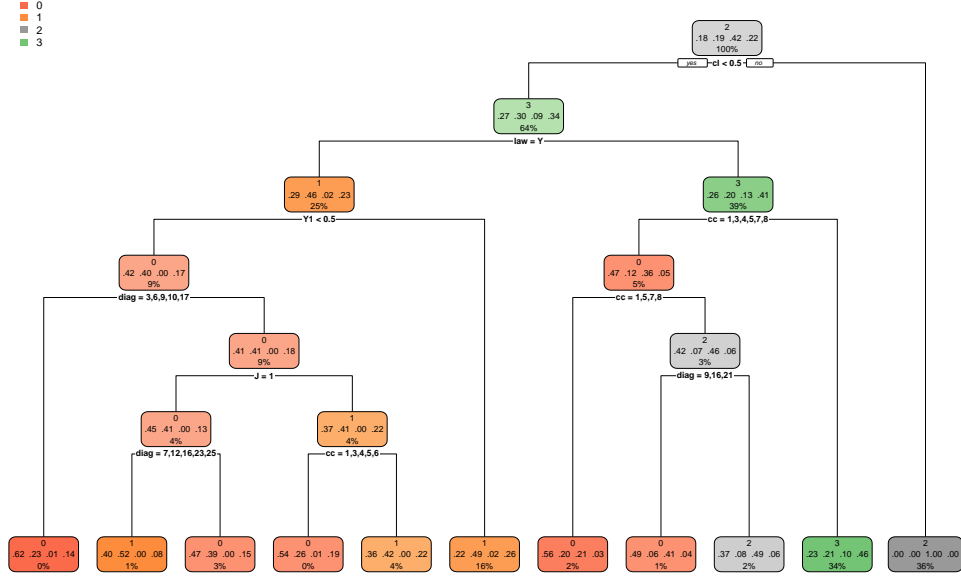 0
1
2
3
2
.18 .19 .42 .22
100%
yes cl < 0.5 no
3
.27 .30 .09 .34
64%
law = Y
1
.29 .46 .02 .23
25%
3
.26 .20 .13 .41
39%
Y1 < 0.5
cc = 1,3,4,5,7,8
0
.42 .40 .00 .17
9%
0
.47 .12 .36 .05
5%
diag = 3,6,9,10,17
cc = 1,5,7,8
0
.41 .41 .00 .18
9%
2
.42 .07 .46 .06
3%
J = 1
diag = 9,16,21
0
.45 .41 .00 .13
4%
1
.37 .41 .00 .22
4%
diag = 7,12,16,23,25
cc = 1,3,4,5,6
0
.62 .23 .01 .14
0%
1
.40 .52 .00 .08
1%
0
.47 .39 .00 .15
3%
0
.54 .26 .01 .19
0%
1
.36 .42 .00 .22
4%
1
.22 .49 .02 .26
16%
0
.56 .20 .21 .03
2%
0
.49 .06 .41 .04
1%
2
.37 .08 .49 .06
2%
3
.23 .21 .10 .46
34%
2
.00 .00 1.00 .00
36%